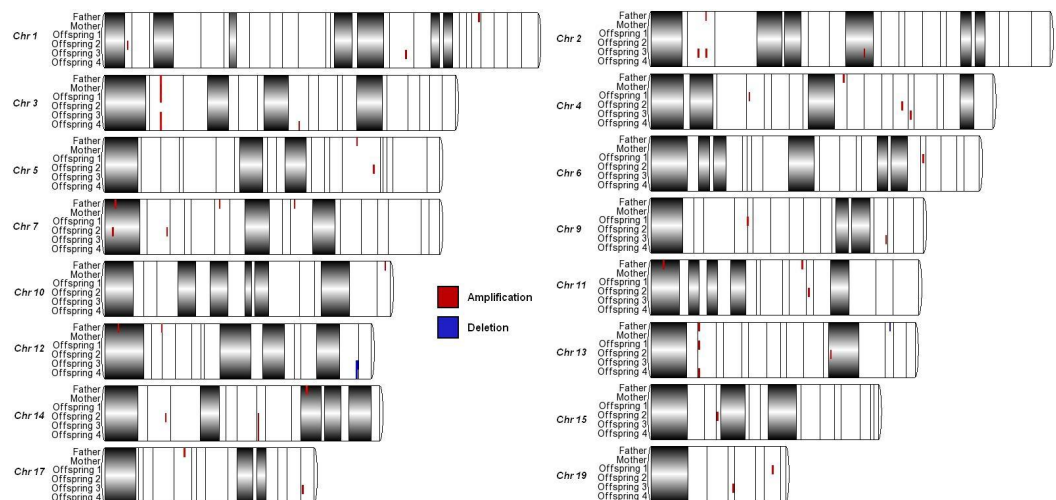 Chr 1
Father
Mother
Offspring 1
Offspring 2
Offspring 3
Offspring 4
Chr 2
Father
Mother
Offspring 1
Offspring 2
Offspring 3
Offspring 4
Chr 3
Father
Mother
Offspring 1
Offspring 2
Offspring 3
Offspring 4
Chr 4
Father
Mother
Offspring 1
Offspring 2
Offspring 3
Offspring 4
Chr 5
Father
Mother
Offspring 1
Offspring 2
Offspring 3
Offspring 4
Chr 6
Father
Mother
Offspring 1
Offspring 2
Offspring 3
Offspring 4
Chr 7
Father
Mother
Offspring 1
Offspring 2
Offspring 3
Offspring 4
Chr 9
Father
Mother
Offspring 1
Offspring 2
Offspring 3
Offspring 4
Chr 10
Father
Mother
Offspring 1
Offspring 2
Offspring 3
Offspring 4
Chr 11
Father
Mother
Offspring 1
Offspring 2
Offspring 3
Offspring 4
Amplification
Deletion
Chr 12
Father
Mother
Offspring 1
Offspring 2
Offspring 3
Offspring 4
Chr 13
Father
Mother
Offspring 1
Offspring 2
Offspring 3
Offspring 4
Chr 14
Father
Mother
Offspring 1
Offspring 2
Offspring 3
Offspring 4
Chr 15
Father
Mother
Offspring 1
Offspring 2
Offspring 3
Offspring 4
Chr 17
Father
Mother
Offspring 1
Offspring 2
Offspring 3
Offspring 4
Chr 19
Father
Mother
Offspring 1
Offspring 2
Offspring 3
Offspring 4